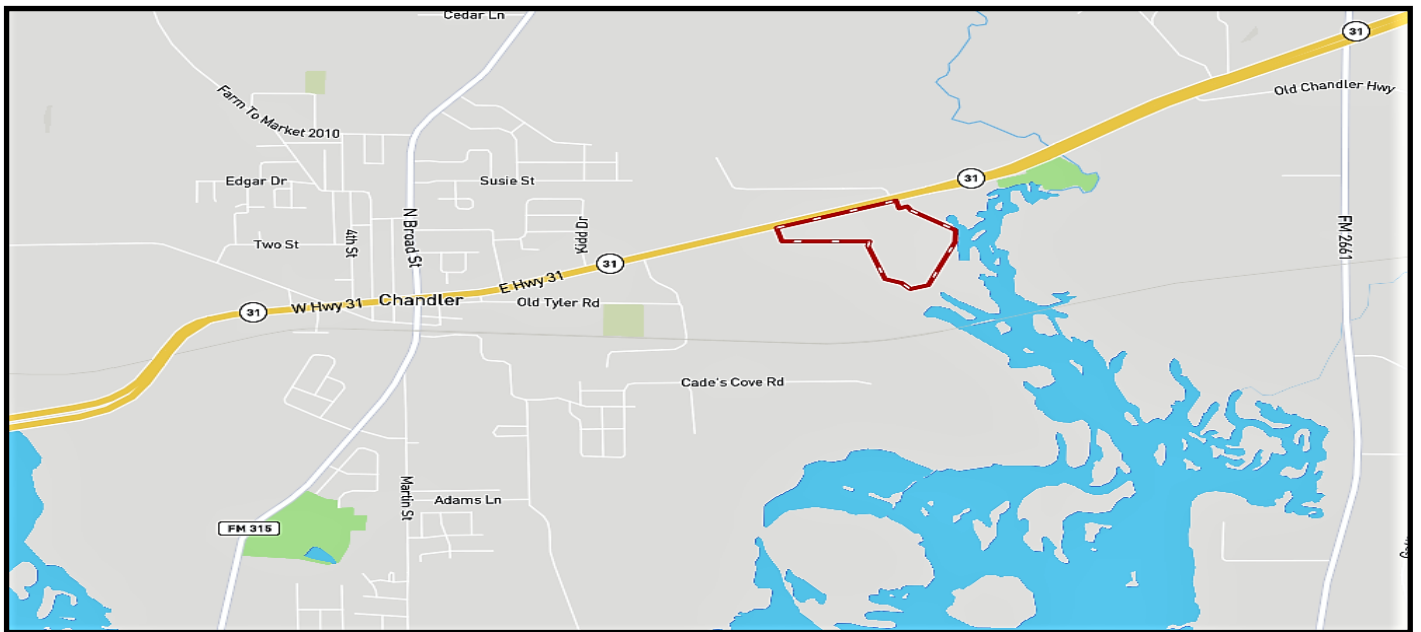 Cedar Ln
31
Old Chandler Hwy
Farm To Market 2010
31
Edgar Dr
Susie St
N Broad St
Kidd Dr
FM 2661
Two St
4th St
31
E Hwy 31
Chandler
W Hwy 31
31
Old Tyler Rd
Cade's Cove Rd
Martin St
Adams Ln
FM 315